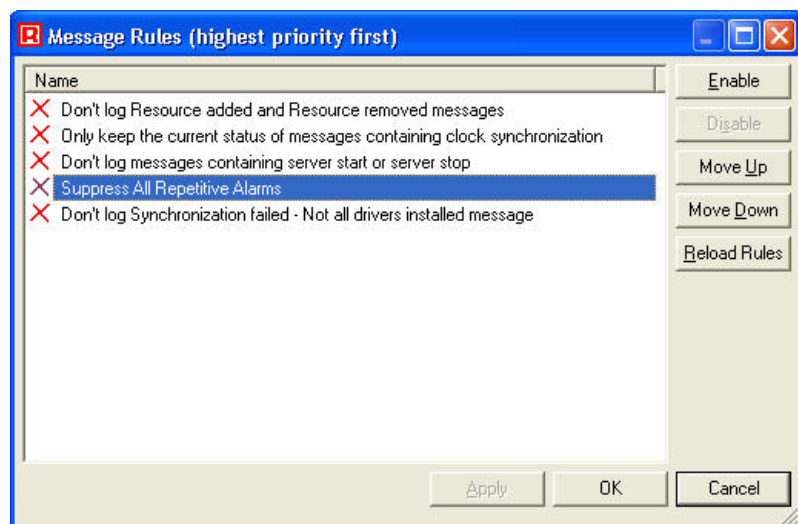 Message Rules (highest priority first)
Name
Don't log Resource added and Resource removed messages
Only keep the current status of messages containing clock synchronization
Don't log messages containing server start or server stop
Suppress All Repetitive Alarms
Don't log Synchronization failed - Not all drivers installed message
Enable
Disable
Move Up
Move Down
Reload Rules
Apply
OK
Cancel